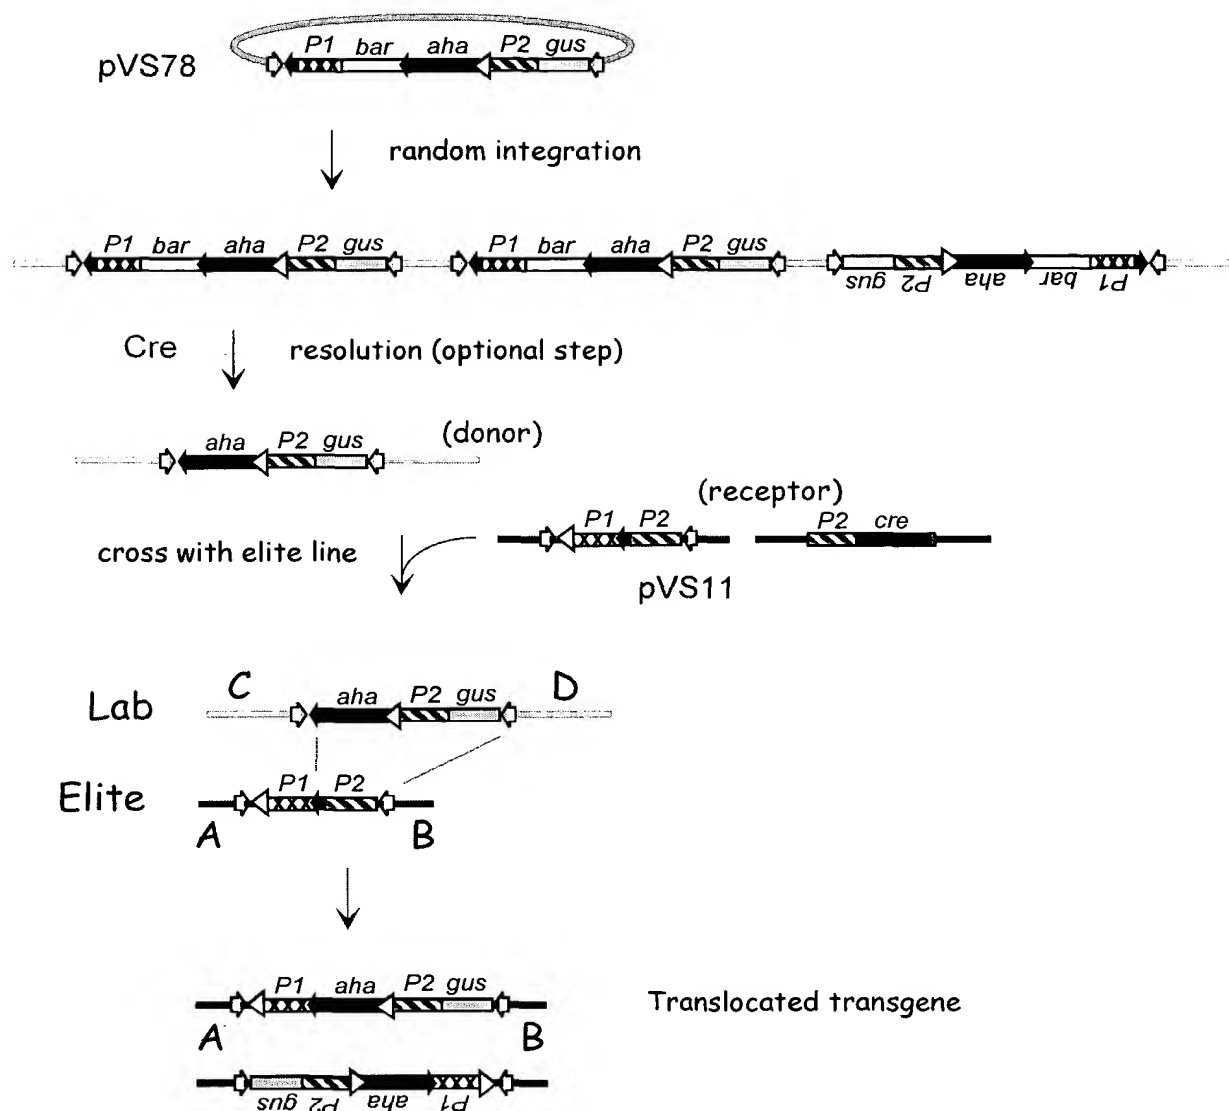 P1 bar aha P2 gus
pVS78
random integration
P1 bar aha P2 gus P1 bar aha P2 gus
gus P2 aha bar P1
Cre resolution (optional step)
aha P2 gus (donor)
(receptor)
P1 P2 P2 cre
cross with elite line
pVS11
C D
Lab aha P2 gus
P1 P2
Elite
A B
P1 aha P2 gus
Translocated transgene
A B
gus P2 aha P1